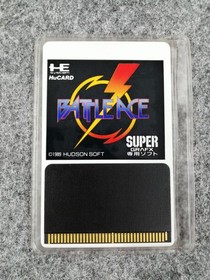 HE
HuCARD
BATTLE ACE
SUPER
GRAFX
専用ソフト
©1989 HUDSON SOFT